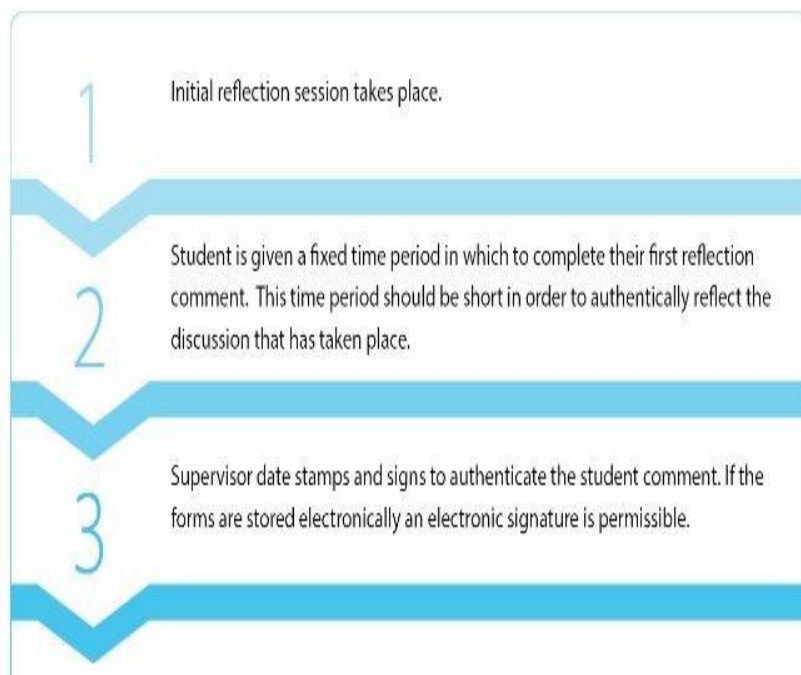 1
Initial reflection session takes place.
2
Student is given a fixed time period in which to complete their first reflection
comment. This time period should be short in order to authentically reflect the
discussion that has taken place.
3
Supervisor date stamps and signs to authenticate the student comment. If the
forms are stored electronically an electronic signature is permissible.